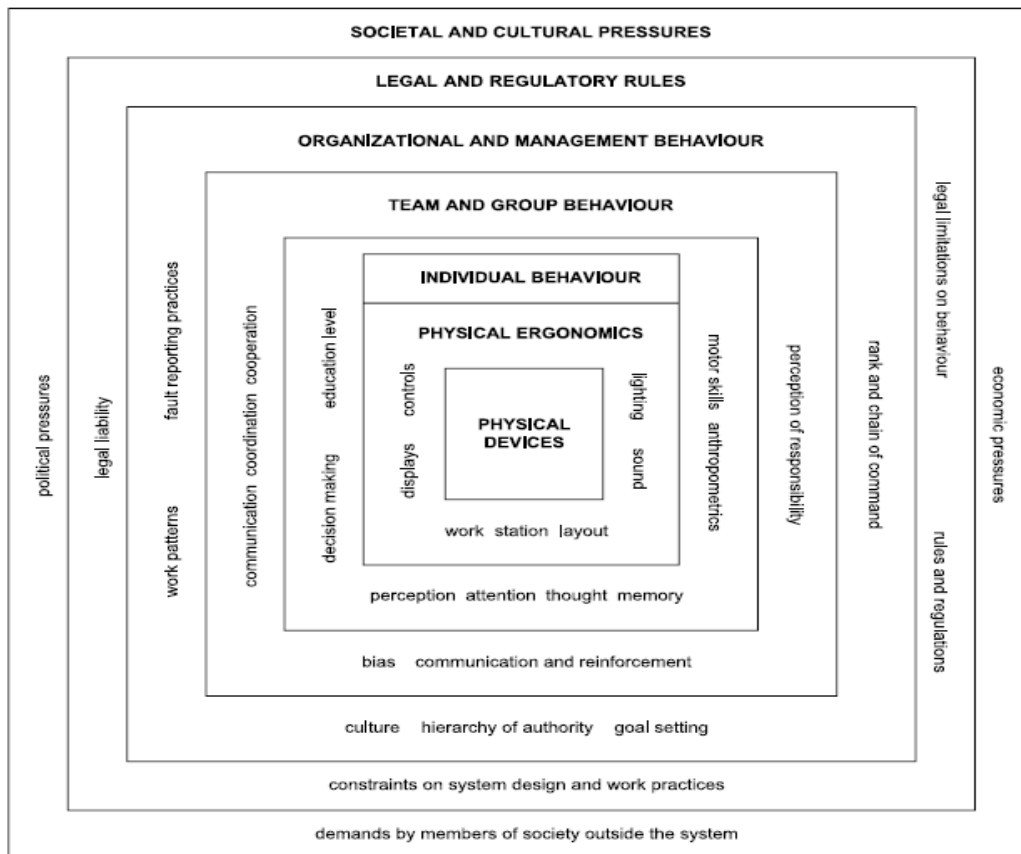 SOCIETAL AND CULTURAL PRESSURES
LEGAL AND REGULATORY RULES
ORGANIZATIONAL AND MANAGEMENT BEHAVIOUR
TEAM AND GROUP BEHAVIOUR
INDIVIDUAL BEHAVIOUR
PHYSICAL ERGONOMICS
PHYSICAL
DEVICES
political pressures
legal liability
fault reporting practices
work patterns
communication coordination cooperation
education level
decision making
controls
displays
lighting
sound
motor skills anthropometrics
perception of responsibility
rank and chain of command
legal limitations on behaviour
rules and regulations
economic pressures
work station layout
perception attention thought memory
bias communication and reinforcement
culture hierarchy of authority goal setting
constraints on system design and work practices
demands by members of society outside the system